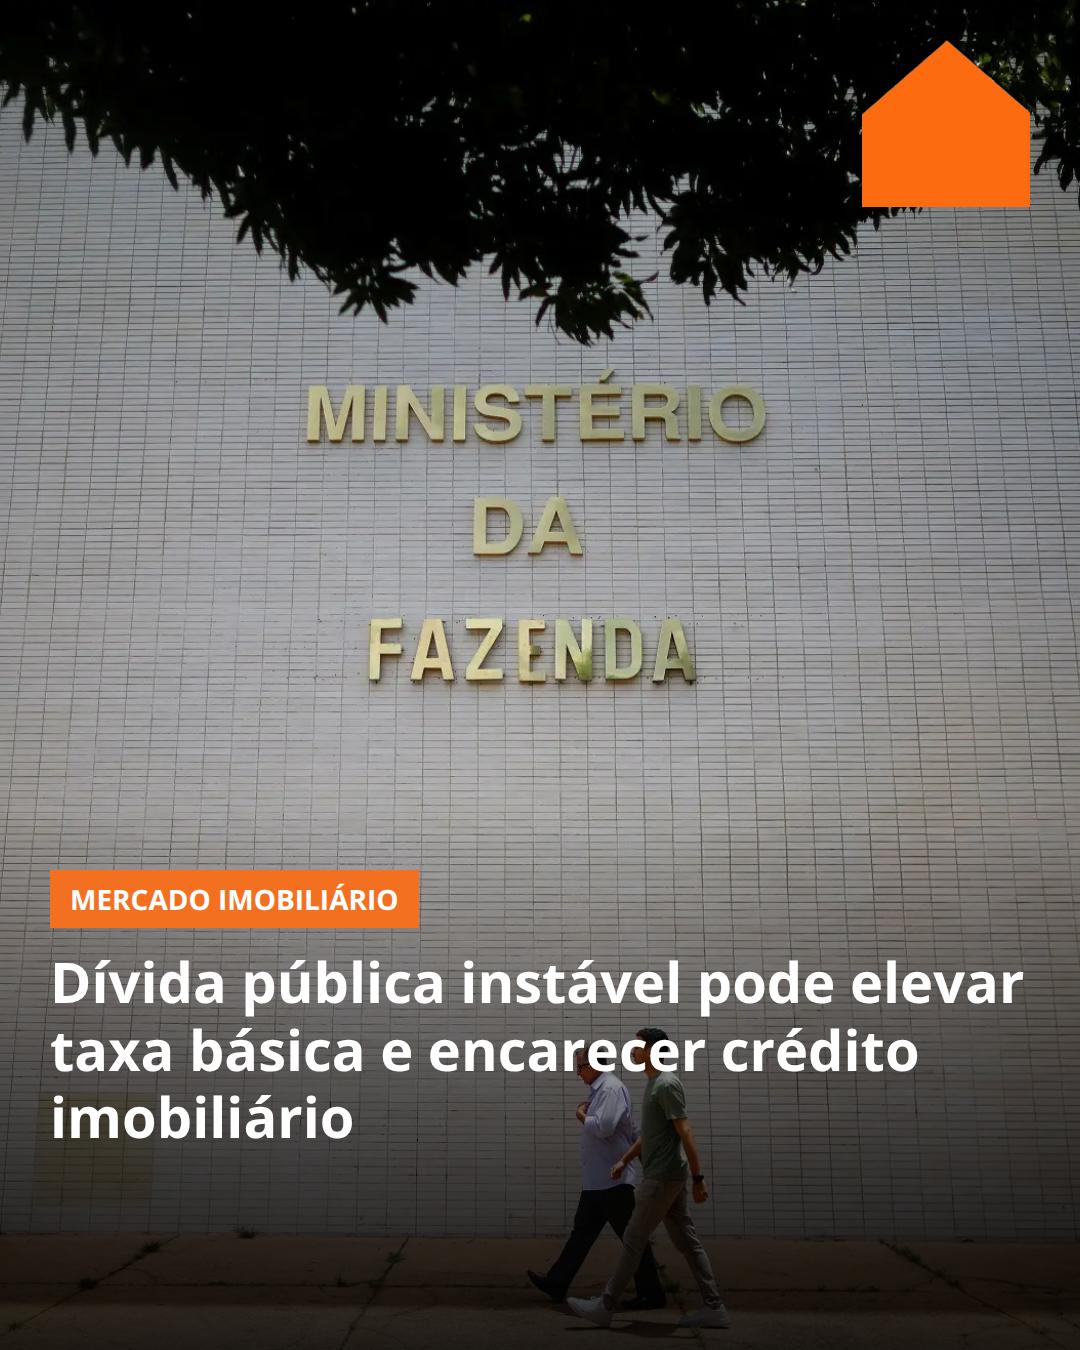 MINISTÉRIO
DA
FAZENDA
MERCADO IMOBILIÁRIO
Dívida pública instável pode elevar
taxa básica e encarecer crédito
imobiliário